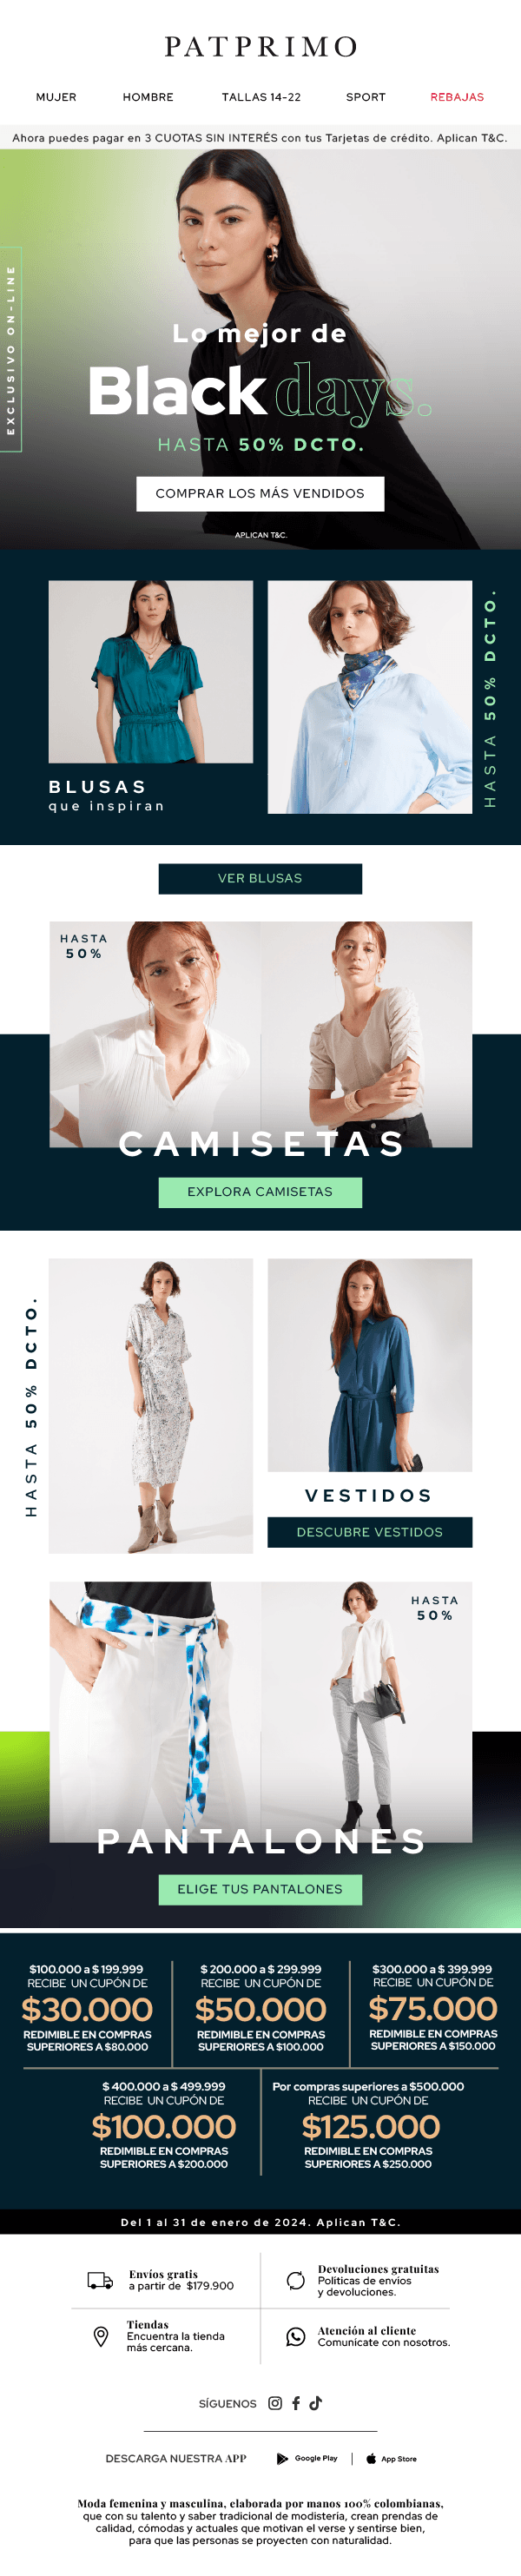 PATPRIMO
MUJER HOMBRE TALLAS 14-22 SPORT REBAJAS
Ahora puedes pagar en 3 CUOTAS SIN INTERÉS con tus Tarjetas de crédito. Aplican T&C.
EXCLUSIVO ON-LINE
Lo mejor de
Black days.
HASTA 50% DCTO.
COMPRAR LOS MÁS VENDIDOS
APLICAN T&C.
HASTA 50% DCTO.
BLUSAS
que inspiran
VER BLUSAS
HASTA
50%
CAMISETAS
EXPLORA CAMISETAS
HASTA 50% DCTO.
VESTIDOS
DESCUBRE VESTIDOS
HASTA
50%
PANTALONES
ELIGE TUS PANTALONES
$100.000 a $199.999
RECIBE UN CUPÓN DE
$30.000
REDIMIBLE EN COMPRAS
SUPERIORES A $80.000
$ 200.000 a $ 299.999
RECIBE UN CUPÓN DE
$50.000
REDIMIBLE EN COMPRAS
SUPERIORES A $100.000
$300.000 a $ 399.999
RECIBE UN CUPÓN DE
$75.000
REDIMIBLE EN COMPRAS
SUPERIORES A $150.000
$ 400.000 a $ 499.999
RECIBE UN CUPÓN DE
$100.000
REDIMIBLE EN COMPRAS
SUPERIORES A $200.000
Por compras superiores a $500.000
RECIBE UN CUPÓN DE
$125.000
REDIMIBLE EN COMPRAS
SUPERIORES A $250.000
Del 1 al 31 de enero de 2024. Aplican T&C.
Envíos gratis
a partir de $179.900
Devoluciones gratuitas
Políticas de envíos
y devoluciones.
Tiendas
Encuentra la tienda
más cercana.
Atención al cliente
Comunícate con nosotros.
SÍGUENOS
DESCARGA NUESTRA APP Google Play | App Store
Moda femenina y masculina, elaborada por manos 100% colombianas,
que con su talento y saber tradicional de modistería, crean prendas de
calidad, cómodas y actuales que motivan el verse y sentirse bien,
para que las personas se proyecten con naturalidad.